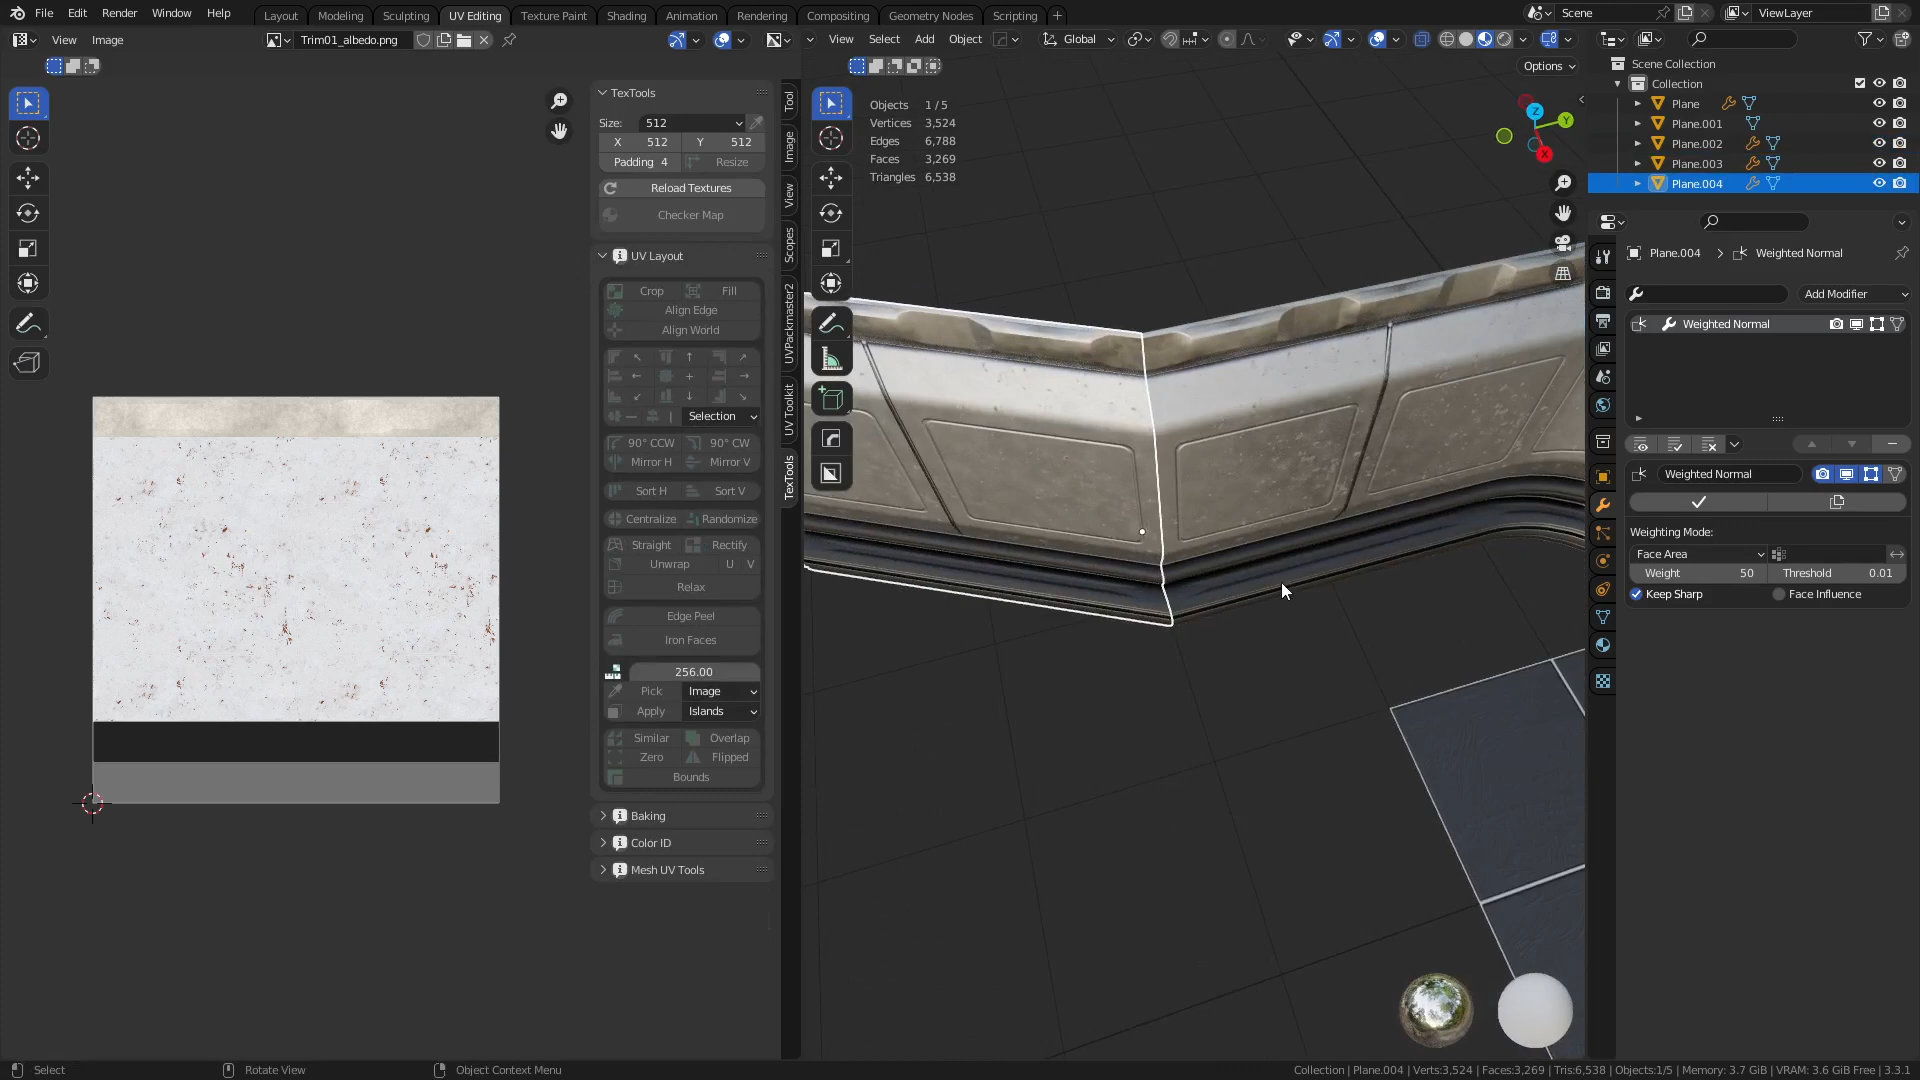 File Edit Render Window Help Layout Modeling Sculpting UV Editing Texture Paint Shading Animation Rendering Compositing Geometry Nodes Scripting + Scene ViewLayer
View Image Trim01_albedo.png View Select Add Object Global
Options
TexTools
Size: 512
X 512 Y 512
Padding 4 Resize
Reload Textures
Checker Map
UV Layout
Crop Fill
Align Edge
Align World
Selection
90° CCW 90° CW
Mirror H Mirror V
Sort H Sort V
Centralize Randomize
Straight Rectify
Unwrap U V
Relax
Edge Peel
Iron Faces
256.00
Pick Image
Apply Islands
Similar Overlap
Zero Flipped
Bounds
Baking
Color ID
Mesh UV Tools
Tool
Image
View
Scopes
UVPackmaster2
UV Toolkit
TexTools
Objects 1 / 5
Vertices 3,524
Edges 6,788
Faces 3,269
Triangles 6,538
Z
Y
X
Scene Collection
Collection
Plane
Plane.001
Plane.002
Plane.003
Plane.004
Plane.004 Weighted Normal
Add Modifier
Weighted Normal
Weighted Normal
Weighting Mode:
Face Area
Weight 50 Threshold 0.01
Keep Sharp Face Influence
Select Rotate View Object Context Menu Collection | Plane.004 | Verts:3,524 | Faces:3,269 | Tris:6,538 | Objects:1/5 | Memory: 3.7 GiB | VRAM: 3.6 GiB Free | 3.3.1